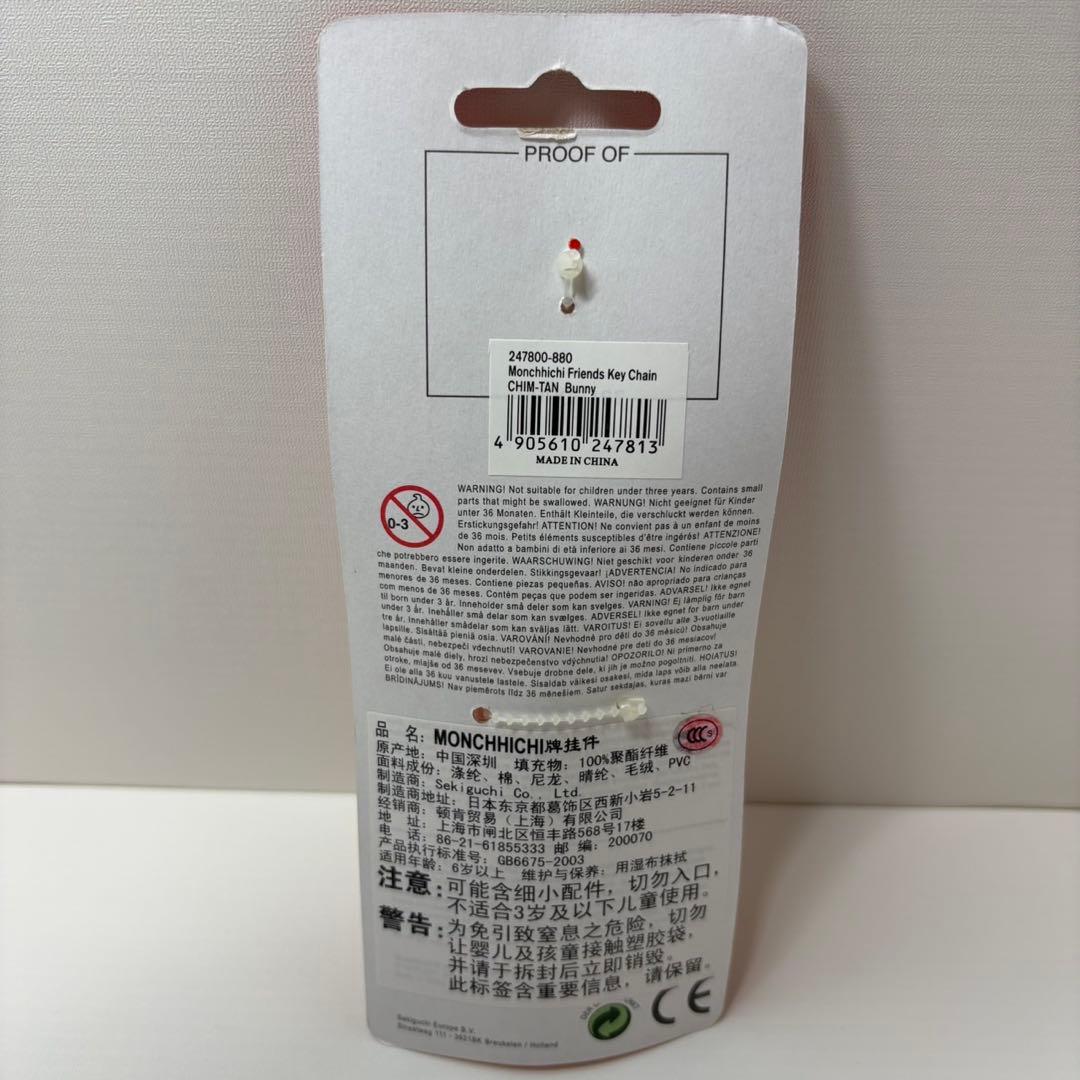 PROOF OF
247800-880
Monchhichi Friends Key Chain
CHIM-TAN Bunny
4 905610 247813
MADE IN CHINA
0-3
WARNING! Not suitable for children under three years. Contains small
parts that might be swallowed. WARNUNG! Nicht geeignet für Kinder
unter 36 Monaten. Enthält Kleinteile, die verschluckt werden können.
Erstickungsgefahr! ATTENTION! Ne convient pas à un enfant de moins
de 36 mois. Petits éléments susceptibles d'être ingérés! ATTENZIONE!
Non adatto a bambini di età inferiore ai 36 mesi. Contiene piccole parti
che potrebbero essere ingerite. WAARSCHUWING! Niet geschikt voor kinderen onder 36
maanden. Bevat kleine onderdelen. Stikkingsgevaar! ¡ADVERTENCIA! No indicado para
menores de 36 meses. Contiene piezas pequeñas. AVISO! não apropriado para crianças
com menos de 36 meses. Contém peças que podem ser ingeridas. ADVARSEL! Ikke egnet
til born under 3 år. Inneholder små deler som kan svelges. VARNING! Ej lämplig för barn
under 3 år. Inehåller små delar som kan svælges. ADVERSEL! Ikke egnet for barn under
tre år. Innehåller smådelar som kan sväljas lätt. VAROITUS! Ei sovellu alle 3-vuotiaille
lapsille. Sisältää pieniä osia. VAROVÁNÍ! Nevhodné pro děti do 36 měsíců! Obsahuje
malé části, nebezpečí vdechnutí! VAROVANIE! Nevhodné pre deti do 36 mesiacov!
Obsahuje malé diely, hrozí nebezpečenstvo vdýchnutia! OPOZORILO! Ni primerno za
otroke, mlajše od 36 mesevev. Vsebuje drobne dele, ki jih je možno pogoltniti. HOIATUS!
Ei ole alla 36 kuu vanustele lastele. Sisaldab väikesi osakesi, mida laps võib alla neelata.
BRĪDINĀJUMS! Nav piemērots līdz 36 mēnešiem. Satur sekdajas, kuras mazi bērni var
品 名: MONCHHICHI牌挂件
CCC S
原产地: 中国深圳 填充物: 100%聚酯纤维
面料成份: 涤纶、棉、尼龙、晴纶、毛绒、PVC
制造商: Sekiguchi Co., Ltd.
制造商地址: 日本东京都葛饰区西新小岩5-2-11
经销商: 顿肯贸易（上海）有限公司
地 址: 上海市闸北区恒丰路568号17楼
电 话: 86-21-61855333 邮 编: 200070
产品执行标准号: GB6675-2003
适用年龄: 6岁以上 维护与保养: 用湿布抹拭
注意: 可能含细小配件，切勿入口，
不适合3岁及以下儿童使用。
警告: 为免引致窒息之危险，切勿
让婴儿及孩童接触塑胶袋，
并请于拆封后立即销毁。
此标签含重要信息，请保留。
CE
Sekiguchi Europe B.V.
Straatweg 111 - 3621BK Breukelen / Holland